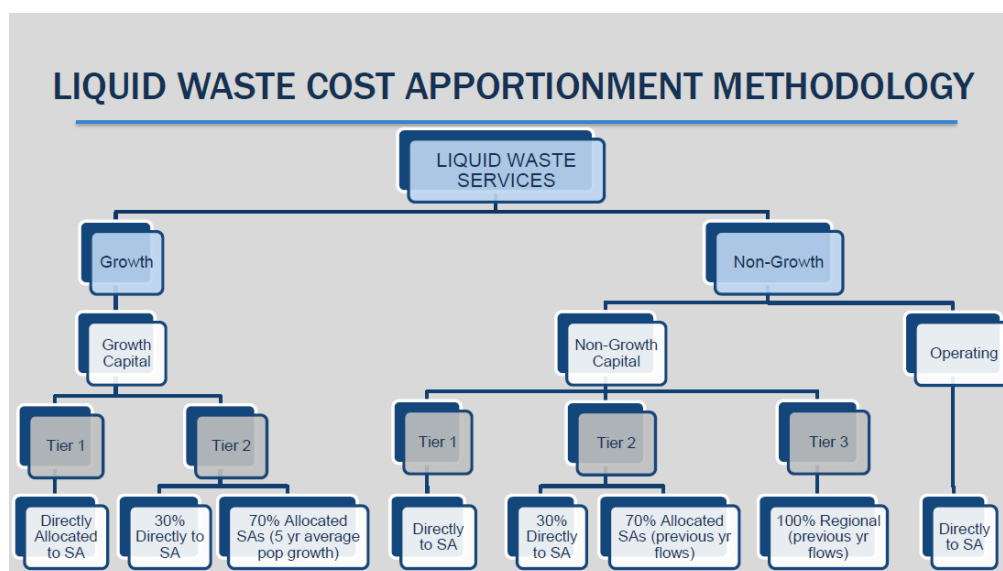 LIQUID WASTE COST APPORTIONMENT METHODOLOGY
LIQUID WASTE
SERVICES
Growth
Non-Growth
Growth
Capital
Non-Growth
Capital
Operating
Tier 1
Tier 2
Tier 1
Tier 2
Tier 3
Directly
Allocated
to SA
30%
Directly to
SA
70% Allocated
SAs (5 yr average
pop growth)
Directly
to SA
30%
Directly to
SA
70% Allocated
SAs (previous yr
flows)
100% Regional
(previous yr
flows)
Directly
to SA